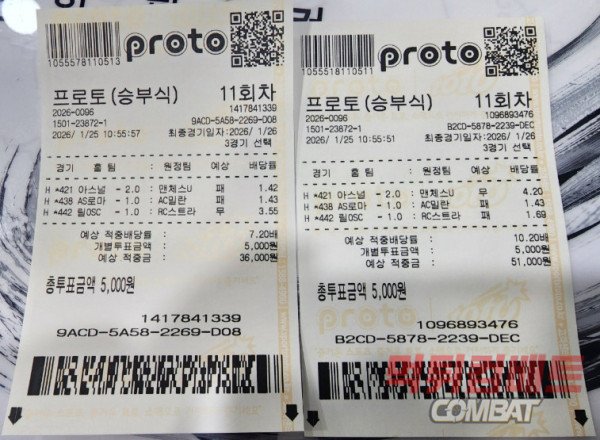 1055578110513
proto
프로토(승부식) 11회차
2026-0096 1417841339
1501-23872-1 9ACD-5A58-2269-D08
2026/ 1/25 10:55:57 최종경기일자:2026/ 1/26
3경기 선택
경기 홈 팀 : 원정팀 예상 배당률
H *421 아스널 - 2.0 : 맨체스U 패 1.42
H *438 AS로마 - 1.0 : AC밀란 패 1.43
H *442 릴OSC - 1.0 : RC스트라 무 3.55
예상 적중배당률 : 7.20배
개별투표금액 : 5,000원
예상 적중금 : 36,000원
총투표금액 5,000원
1417841339
9ACD-5A58-2269-D08
1055518110511
proto
프로토(승부식) 11회차
2026-0096 1096893476
1501-23872-1 B2CD-5878-2239-DEC
2026/ 1/25 10:55:51 최종경기일자:2026/ 1/26
3경기 선택
경기 홈 팀 : 원정팀 예상 배당률
H *421 아스널 - 2.0 : 맨체스U 무 4.20
H *438 AS로마 - 1.0 : AC밀란 패 1.43
H *442 릴OSC - 1.0 : RC스트라 패 1.69
예상 적중배당률 : 10.20배
개별투표금액 : 5,000원
예상 적중금 : 51,000원
총투표금액 5,000원
proto
1096893476
B2CD-5878-2239-DEC
COMBAT